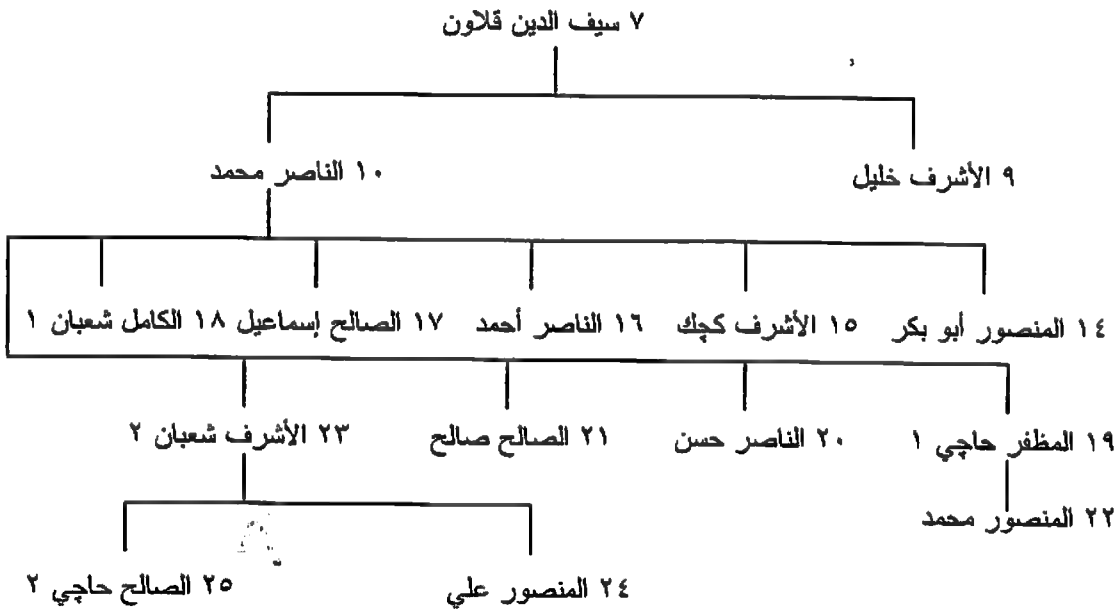 ٧ سيف الدين قلاون
٩ الأشرف خليل
١٠ الناصر محمد
١٤ المنصور أبو بكر
١٥ الأشرف كجك
١٦ الناصر أحمد
١٧ الصالح إسماعيل
١٨ الكامل شعبان ١
١٩ المظفر حاجي ١
٢٠ الناصر حسن
٢١ الصالح صالح
٢٣ الأشرف شعبان ٢
٢٢ المنصور محمد
٢٤ المنصور علي
٢٥ الصالح حاجي ٢